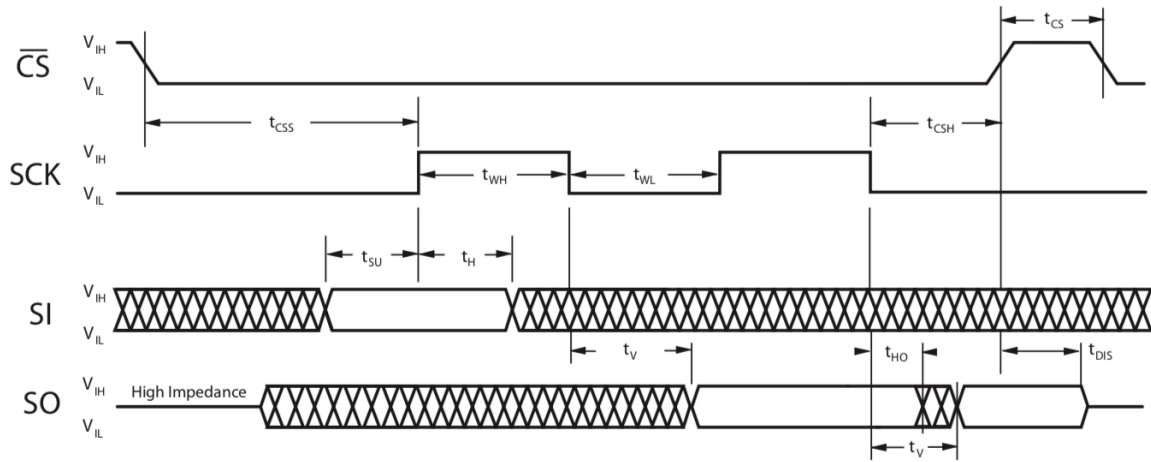 t_CS
V_IH
C̅S̅
V_IL
t_CSS
t_CSH
V_IH
SCK
t_WH
t_WL
V_IL
t_SU
t_H
V_IH
SI
V_IL
t_V
t_HO
t_DIS
V_IH
High Impedance
SO
V_IL
t_V